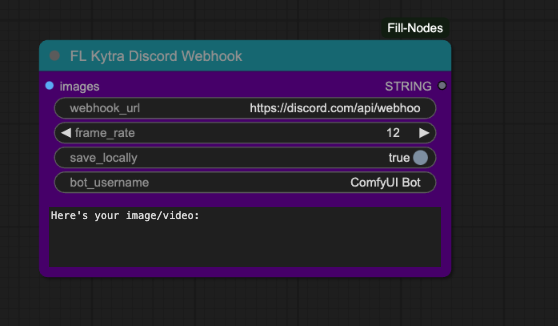 Fill-Nodes
FL Kytra Discord Webhook
images STRING
webhook_url https://discord.com/api/webhoo
frame_rate 12
save_locally true
bot_username ComfyUI Bot
Here's your image/video: